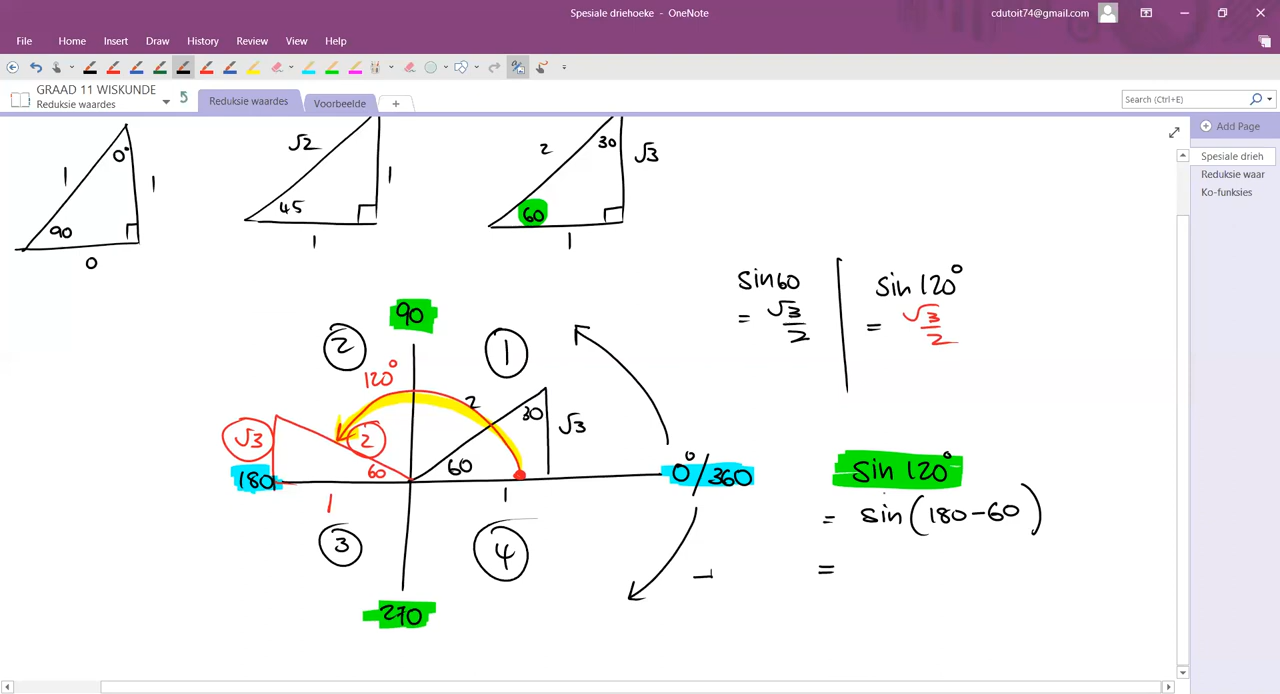 Spesiale driehoeke - OneNote
cdutoit74@gmail.com
File Home Insert Draw History Review View Help
GRAAD 11 WISKUNDE
Reduksie waardes
Reduksie waardes
Voorbeelde
+
Search (Ctrl+E)
Add Page
Spesiale drieh
Reduksie waar
Ko-funksies
0°
1
1
90
0
√2
1
45
1
2
30
√3
60
1
sin60
= √3/2
sin 120°
= √3/2
90
2
1
120°
2
30
√3
√3
2
60
60
180
0°/360
1
1
3
4
270
sin 120°
= sin(180-60)
=